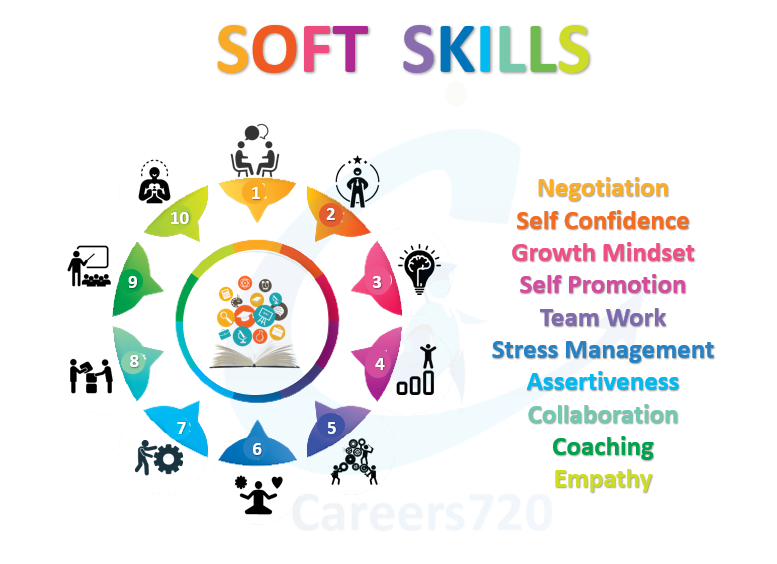 SOFT SKILLS
1
2
3
4
5
6
7
8
9
10
Negotiation
Self Confidence
Growth Mindset
Self Promotion
Team Work
Stress Management
Assertiveness
Collaboration
Coaching
Empathy
Careers720